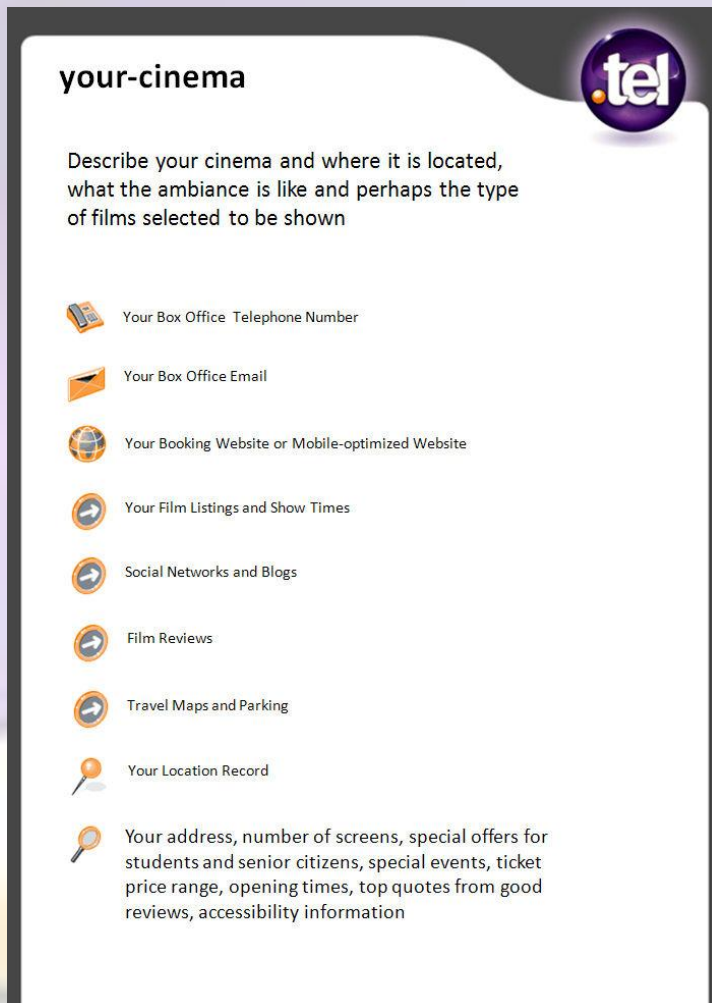 .tel
your-cinema
Describe your cinema and where it is located,
what the ambiance is like and perhaps the type
of films selected to be shown
Your Box Office Telephone Number
Your Box Office Email
Your Booking Website or Mobile-optimized Website
Your Film Listings and Show Times
Social Networks and Blogs
Film Reviews
Travel Maps and Parking
Your Location Record
Your address, number of screens, special offers for
students and senior citizens, special events, ticket
price range, opening times, top quotes from good
reviews, accessibility information